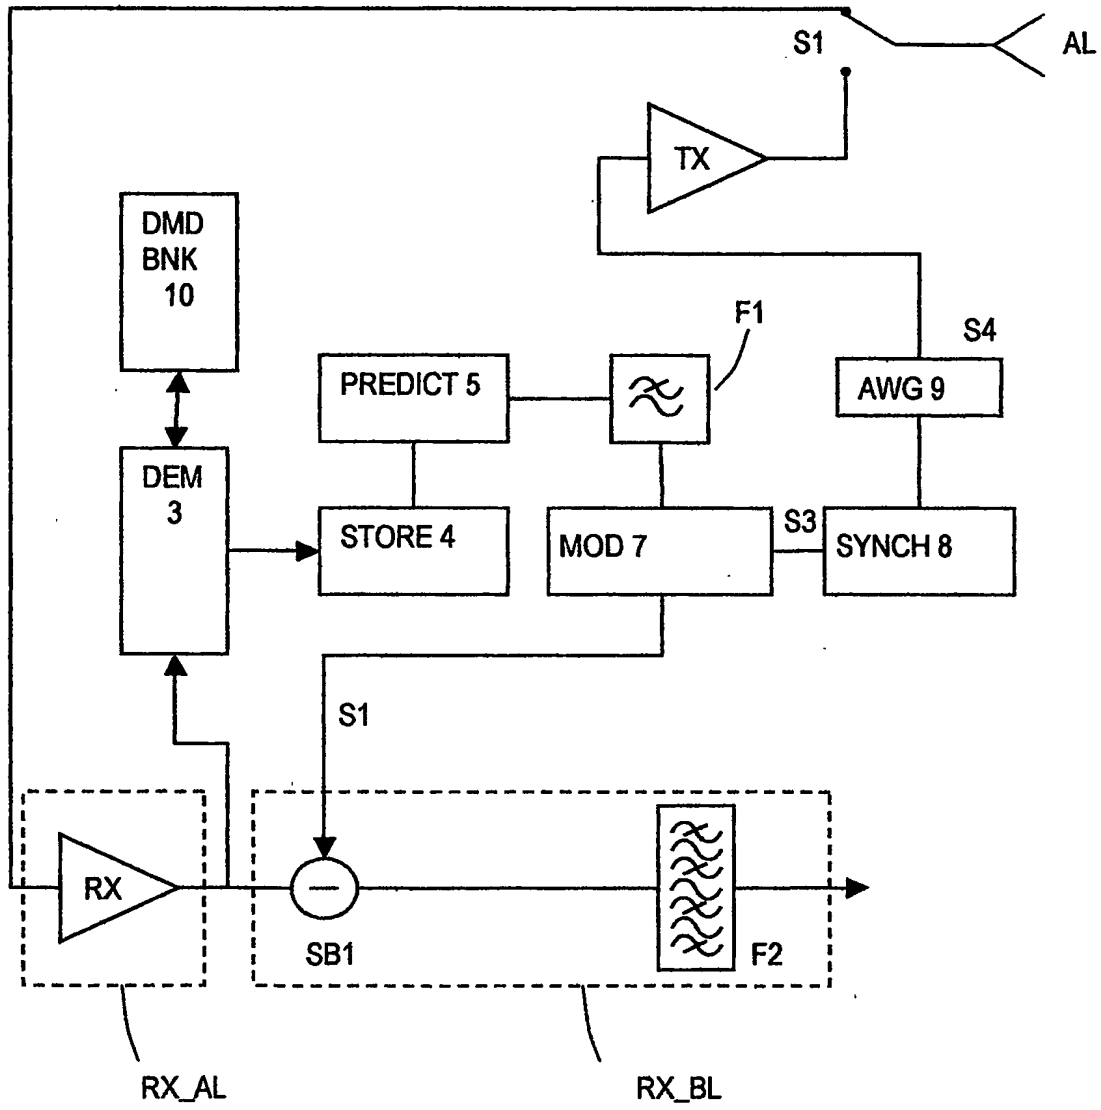 S1
AL
TX
DMD
BNK
10
F1
S4
PREDICT 5
AWG 9
DEM
3
STORE 4
MOD 7
S3
SYNCH 8
S1
RX
SB1
F2
RX_AL
RX_BL